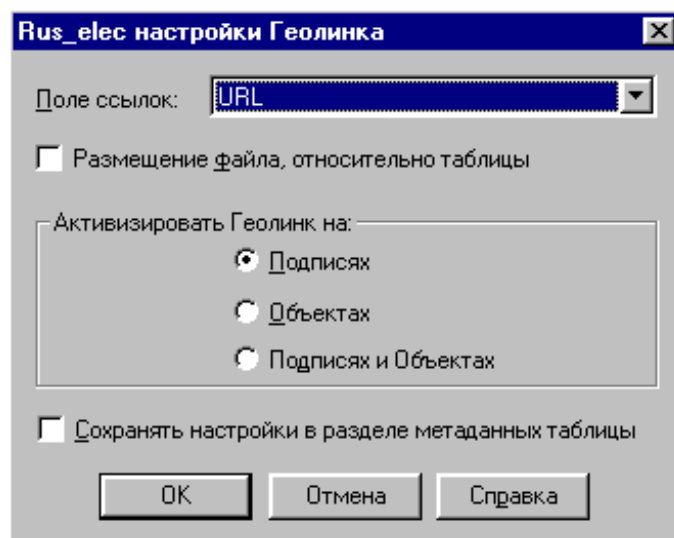 Rus_elec настройки Геолинка
Поле ссылок: URL
Размещение файла, относительно таблицы
Активизировать Геолинк на:
Подписях
Объектах
Подписях и Объектах
Сохранять настройки в разделе метаданных таблицы
OK Отмена Справка